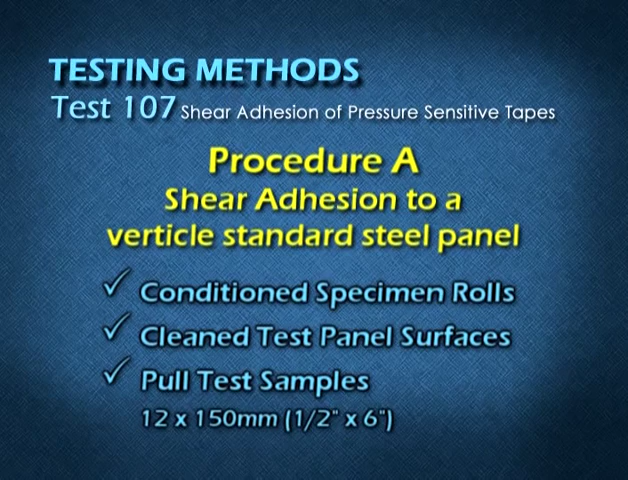 TESTING METHODS
Test 107 Shear Adhesion of Pressure Sensitive Tapes
Procedure A
Shear Adhesion to a
verticle standard steel panel
✓ Conditioned Specimen Rolls
✓ Cleaned Test Panel Surfaces
✓ Pull Test Samples
12 x 150mm (1/2" x 6")